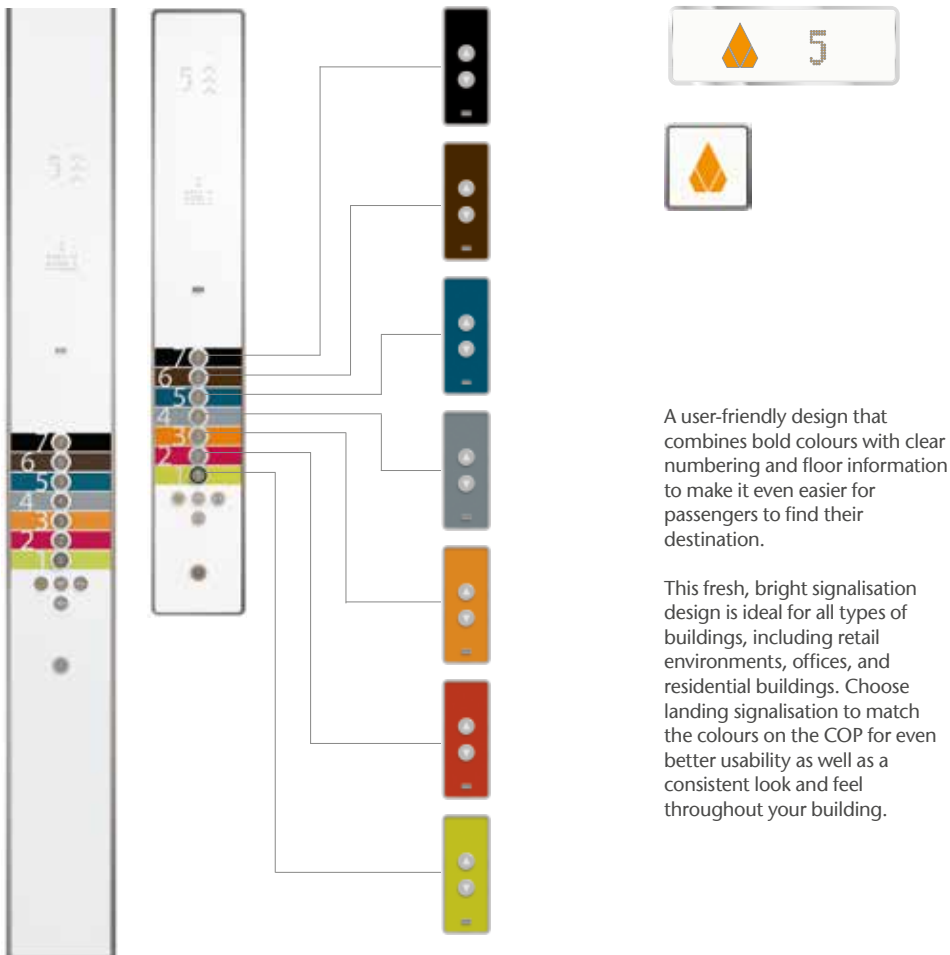 5
7
6
5
4
3
2
1
7
6
5
4
3
2
1
A user-friendly design that
combines bold colours with clear
numbering and floor information
to make it even easier for
passengers to find their
destination.
This fresh, bright signalisation
design is ideal for all types of
buildings, including retail
environments, offices, and
residential buildings. Choose
landing signalisation to match
the colours on the COP for even
better usability as well as a
consistent look and feel
throughout your building.